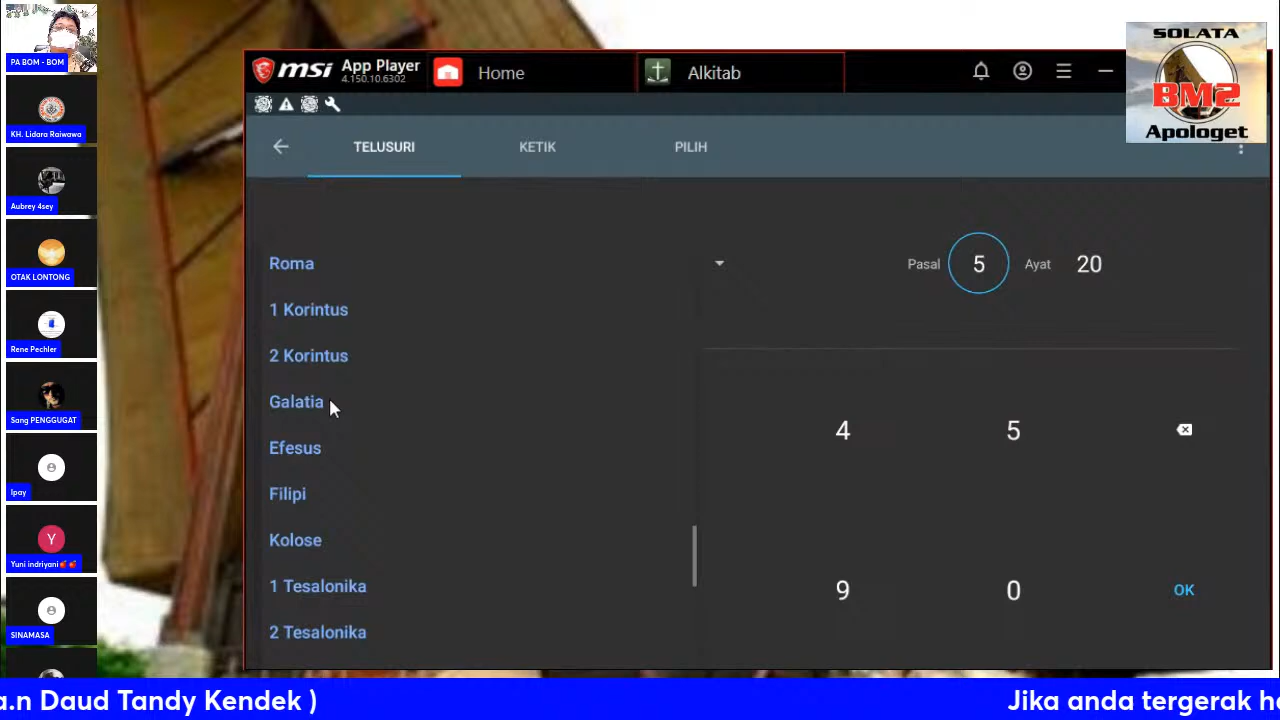 PA BOM - BOM
KH. Lidara Raiwawa
Aubrey 4sey
OTAK LONTONG
Rene Pechler
Sang PENGGUGAT
Ipay
Y
Yuni indriyani🍎🍎
SINAMASA
msi App Player
4.150.10.6302
Home
Alkitab
SOLATA
BM2
Apologet
TELUSURI
KETIK
PILIH
Roma
1 Korintus
2 Korintus
Galatia
Efesus
Filipi
Kolose
1 Tesalonika
2 Tesalonika
Pasal 5 Ayat 20
4 5
9 0 OK
a.n Daud Tandy Kendek )
Jika anda tergerak ha